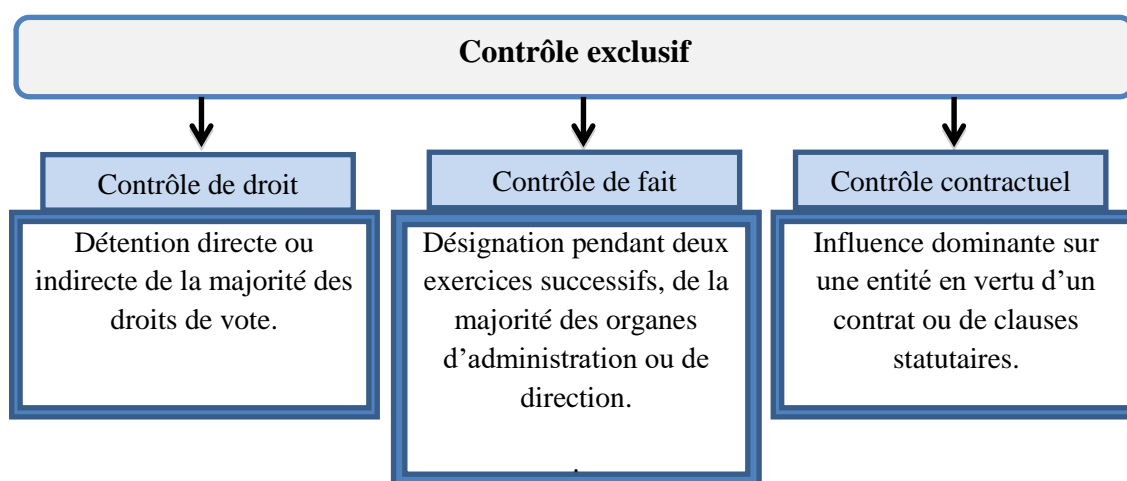 Contrôle exclusif
Contrôle de droit
Détention directe ou
indirecte de la majorité des
droits de vote.
Contrôle de fait
Désignation pendant deux
exercices successifs, de la
majorité des organes
d’administration ou de
direction.
.
Contrôle contractuel
Influence dominante sur
une entité en vertu d’un
contrat ou de clauses
statutaires.